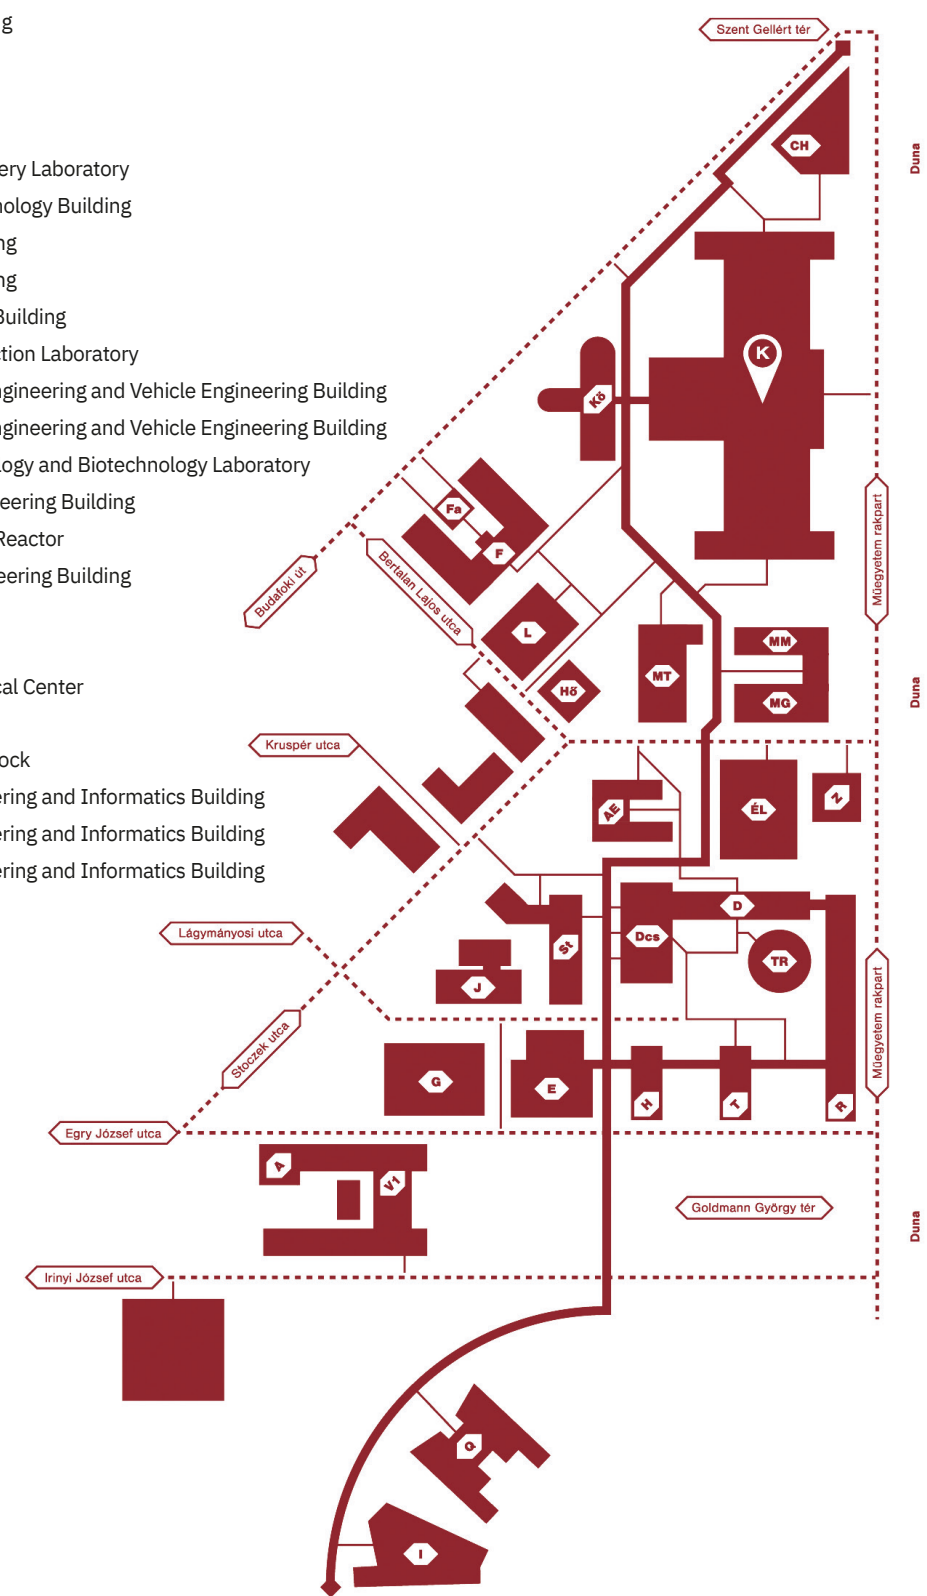 g
ery Laboratory
nology Building
ng
ng
Building
ction Laboratory
ngineering and Vehicle Engineering Building
ngineering and Vehicle Engineering Building
logy and Biotechnology Laboratory
eering Building
Reactor
eering Building
cal Center
ock
ering and Informatics Building
ering and Informatics Building
ering and Informatics Building
Szent Gellért tér
CH
Duna
K
Kö
Fa
F
Budafoki út
Bertalan Lajos utca
Műegyetem rakpart
L
Hő
MT
MM
MG
Duna
Kruspér utca
AE
ÉL
Z
Lágymányosi utca
St
Dcs
D
TR
J
Műegyetem rakpart
Stoczek utca
G
E
H
T
R
Egry József utca
A
V1
Goldmann György tér
Duna
Irinyi József utca
Q
I